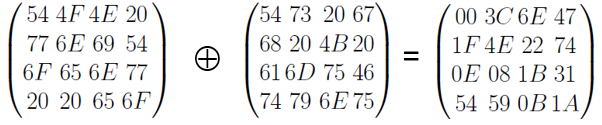 54 4F 4E 20 54 73 20 67 00 3C 6E 47
77 6E 69 54 68 20 4B 20 1F 4E 22 74
⊕ =
6F 65 6E 77 61 6D 75 46 0E 08 1B 31
20 20 65 6F 74 79 6E 75 54 59 0B 1A